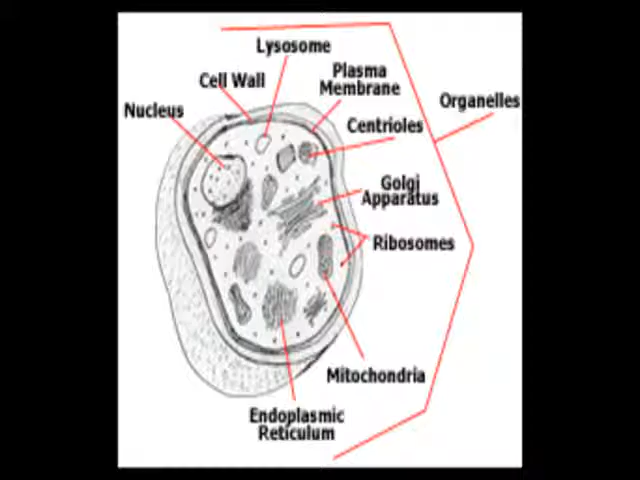 Lysosome
Cell Wall
Plasma
Membrane
Nucleus
Organelles
Centrioles
Golgi
Apparatus
Ribosomes
Mitochondria
Endoplasmic
Reticulum